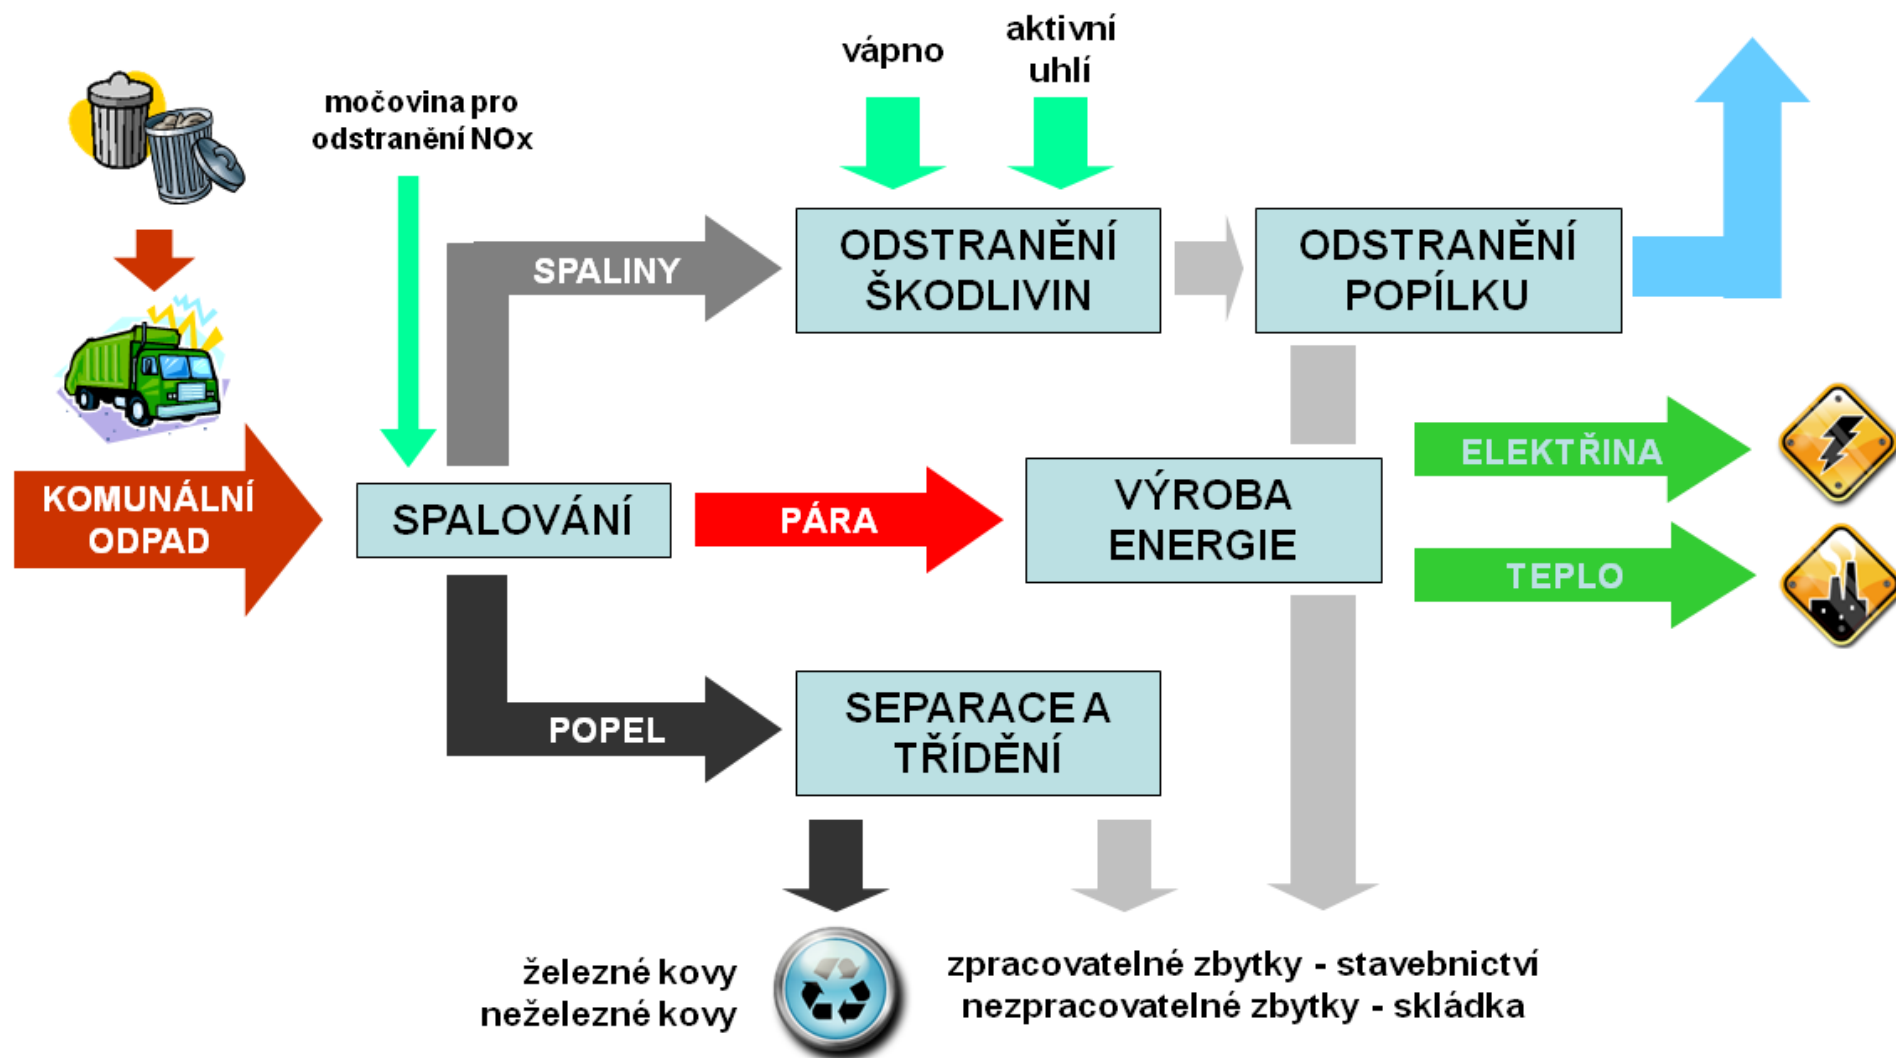 vápno
aktivní
uhlí
močovina pro
odstranění NOx
SPALINY
ODSTRANĚNÍ
ŠKODLIVIN
ODSTRANĚNÍ
POPÍLKU
KOMUNÁLNÍ
ODPAD
SPALOVÁNÍ
PÁRA
VÝROBA
ENERGIE
ELEKTŘINA
TEPLO
POPEL
SEPARACE A
TŘÍDĚNÍ
železné kovy
neželezné kovy
zpracovatelné zbytky - stavebnictví
nezpracovatelné zbytky - skládka